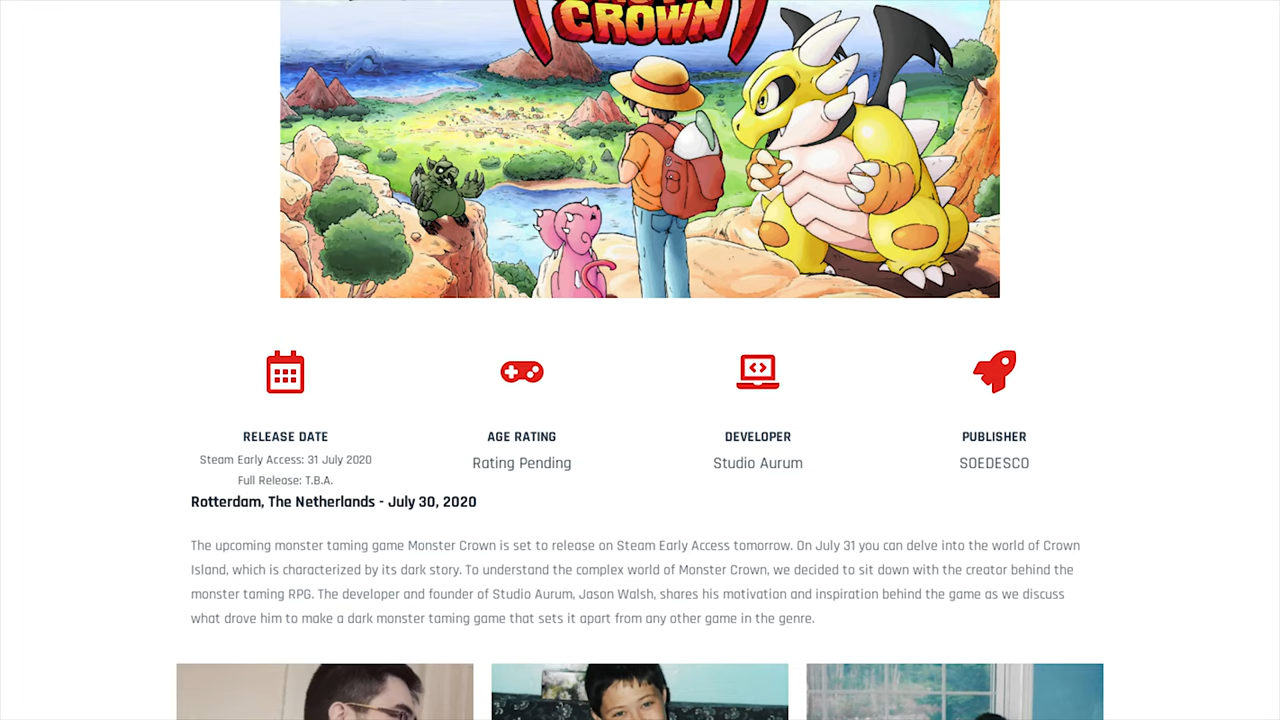 CROWN
RELEASE DATE
Steam Early Access: 31 July 2020
Full Release: T.B.A.
AGE RATING
Rating Pending
DEVELOPER
Studio Aurum
PUBLISHER
SOEDESCO
Rotterdam, The Netherlands - July 30, 2020
The upcoming monster taming game Monster Crown is set to release on Steam Early Access tomorrow. On July 31 you can delve into the world of Crown
Island, which is characterized by its dark story. To understand the complex world of Monster Crown, we decided to sit down with the creator behind the
monster taming RPG. The developer and founder of Studio Aurum, Jason Walsh, shares his motivation and inspiration behind the game as we discuss
what drove him to make a dark monster taming game that sets it apart from any other game in the genre.